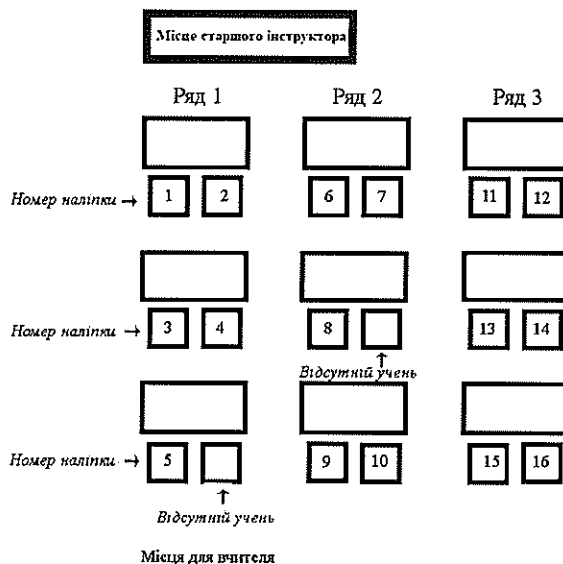 Місце старшого інструктора
Ряд 1 Ряд 2 Ряд 3
Номер наліпки → 1 2 6 7 11 12
Номер наліпки → 3 4 8 13 14
Відсутній учень
Номер наліпки → 5 9 10 15 16
Відсутній учень
Місця для вчителя